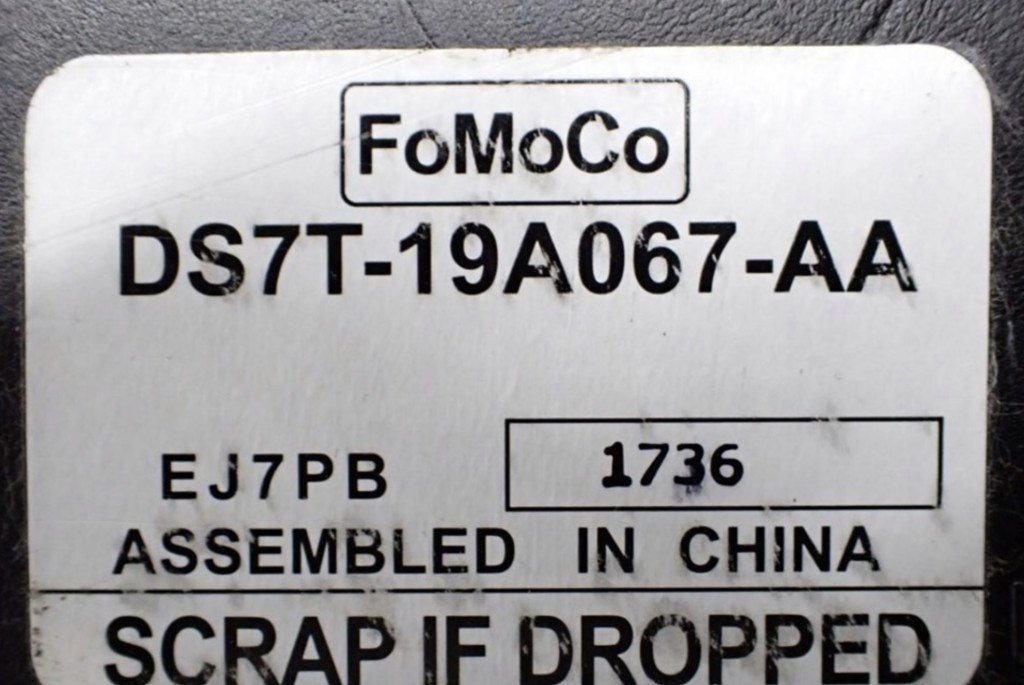 FoMoCo
DS7T-19A067-AA
EJ7PB 1736
ASSEMBLED IN CHINA
SCRAP IF DROPPED